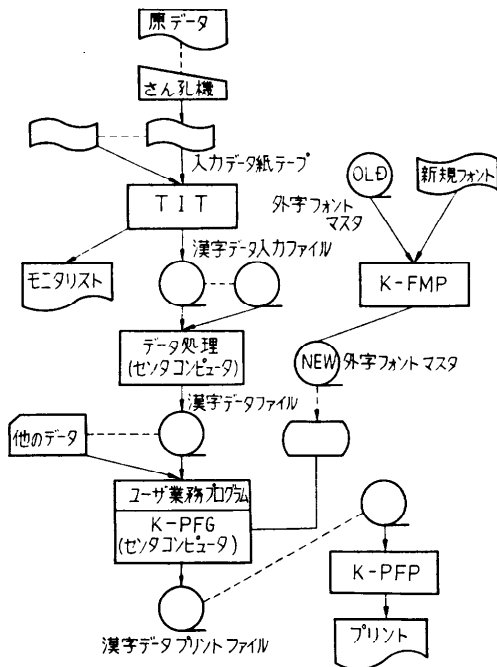 原データ
さん孔機
入力データ紙テープ
TIT
モニタリスト
漢字データ入力ファイル
データ処理
(センタコンピュータ)
漢字データファイル
他のデータ
ユーザ業務プログラム
K-PFG
(センタコンピュータ)
漢字データプリントファイル
OLD
新規フォント
外字フォント
マスタ
K-FMP
NEW
外字フォントマスタ
K-PFP
プリント